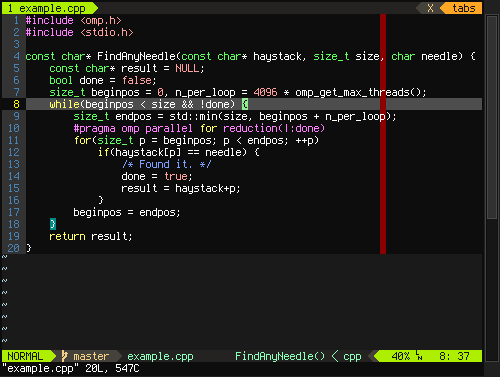 1 example.cpp X tabs
1 #include <omp.h>
2 #include <stdio.h>
3
4 const char* FindAnyNeedle(const char* haystack, size_t size, char needle) {
5 const char* result = NULL;
6 bool done = false;
7 size_t beginpos = 0, n_per_loop = 4096 * omp_get_max_threads();
8 while(beginpos < size && !done) {
9 size_t endpos = std::min(size, beginpos + n_per_loop);
10 #pragma omp parallel for reduction(|:done)
11 for(size_t p = beginpos; p < endpos; ++p)
12 if(haystack[p] == needle) {
13 /* Found it. */
14 done = true;
15 result = haystack+p;
16 }
17 beginpos = endpos;
18 }
19 return result;
20 }
~
~
~
~
~
~
~
~
NORMAL master example.cpp FindAnyNeedle() < cpp 40% 8: 37
"example.cpp" 20L, 547C